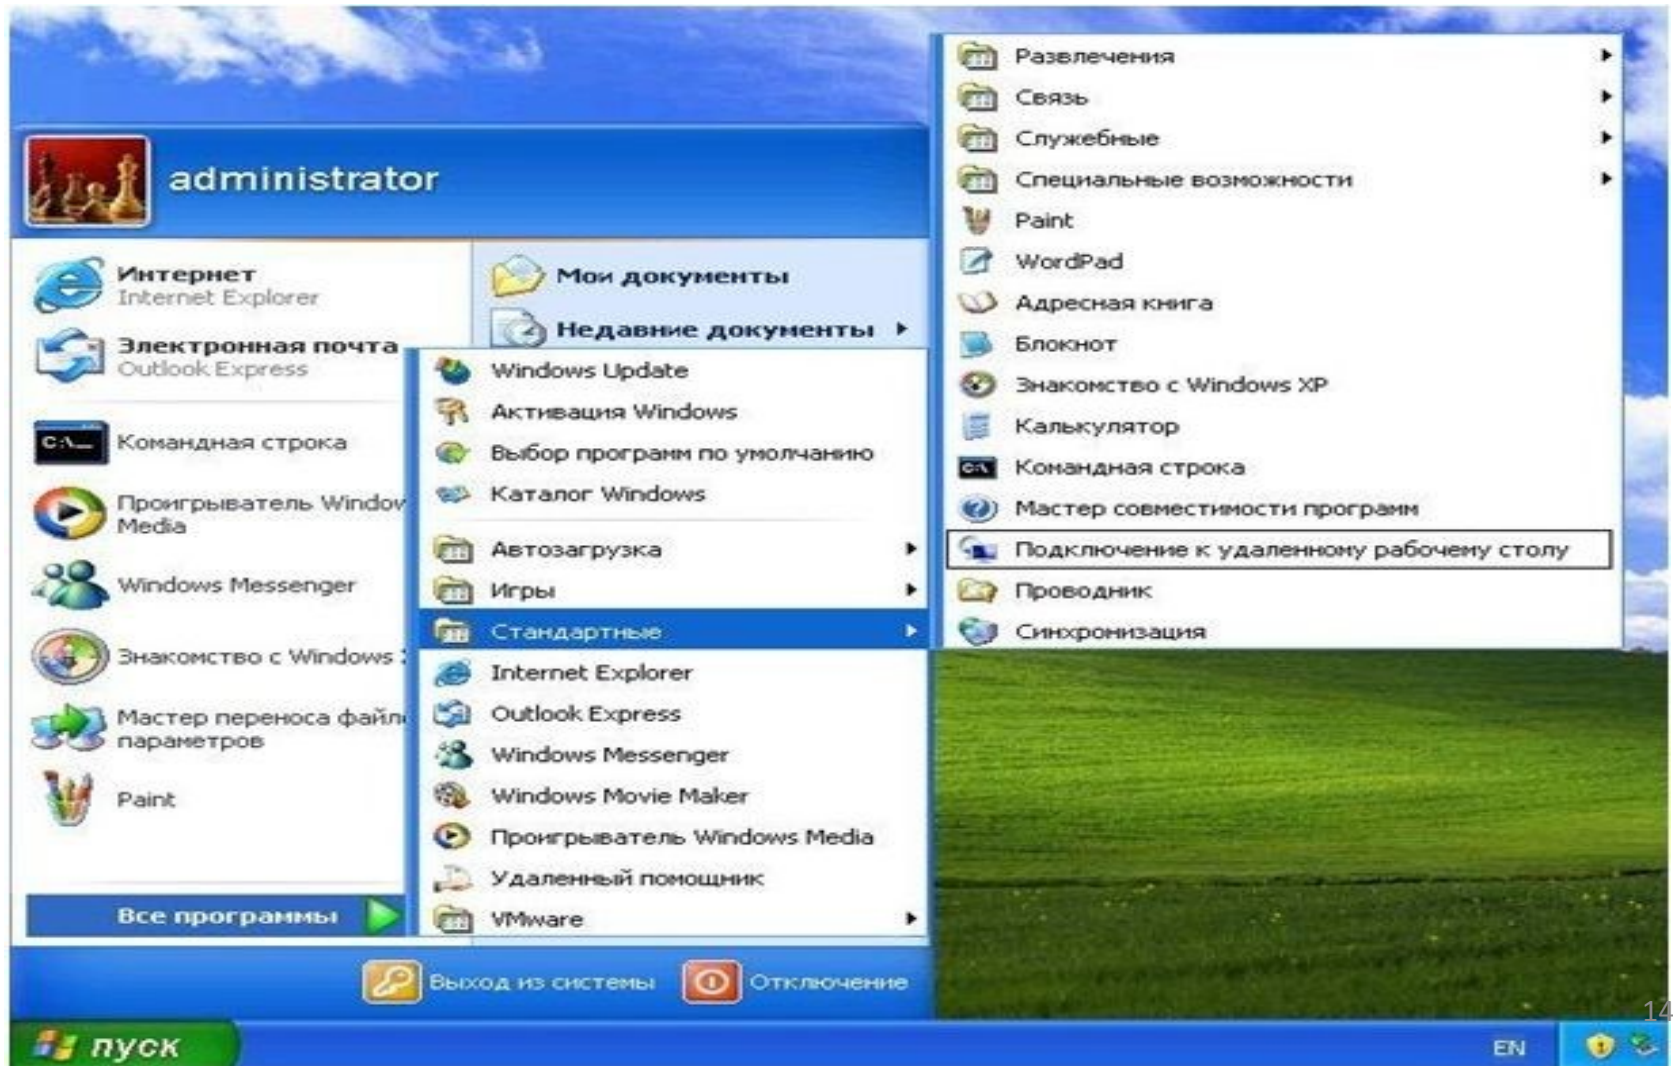 administrator
Интернет
Internet Explorer
Электронная почта
Outlook Express
C:\_
Командная строка
Проигрыватель Window
Media
Windows Messenger
Знакомство с Windows
Мастер переноса файл
параметров
Paint
Все программы
Мои документы
Недавние документы
Windows Update
Активация Windows
Выбор программ по умолчанию
Каталог Windows
Автозагрузка
Игры
Стандартные
Internet Explorer
Outlook Express
Windows Messenger
Windows Movie Maker
Проигрыватель Windows Media
Удаленный помощник
VMware
Развлечения
Связь
Служебные
Специальные возможности
Paint
WordPad
Адресная книга
Блокнот
Знакомство с Windows XP
Калькулятор
Командная строка
Мастер совместимости программ
Подключение к удаленному рабочему столу
Проводник
Синхронизация
Выход из системы
Отключение
14
пуск
EN